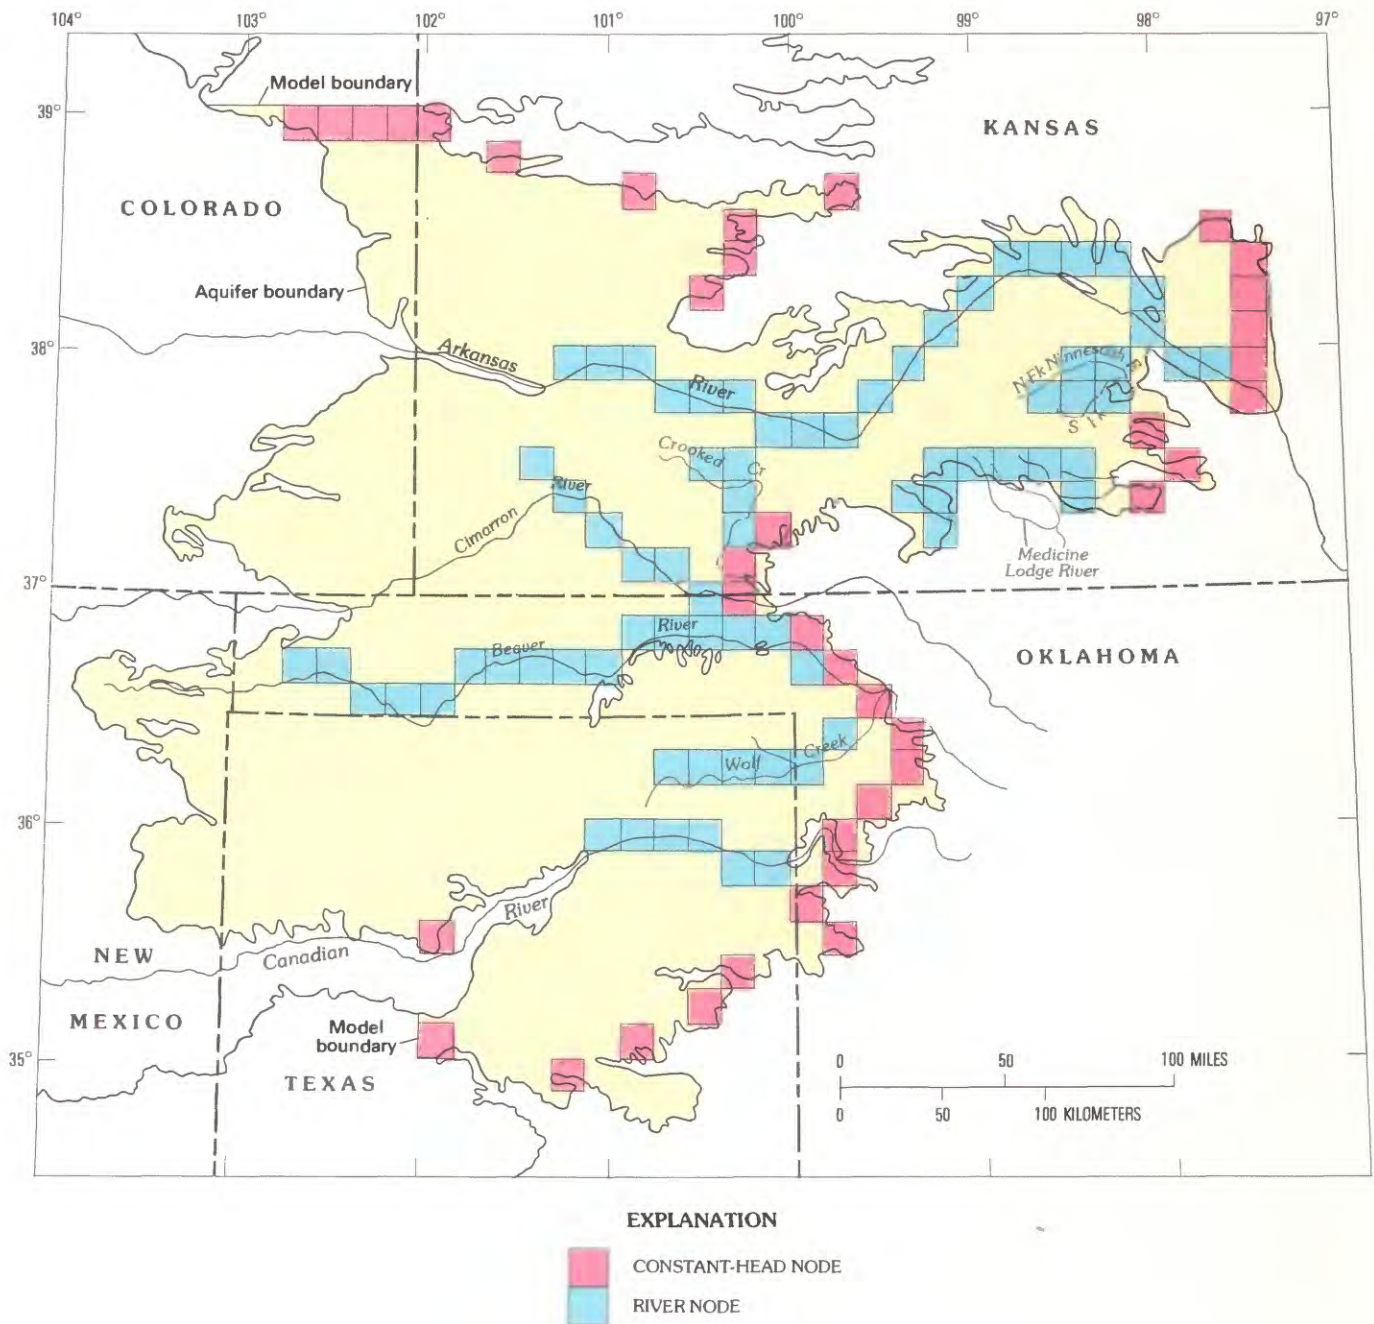 104° 103° 102° 101° 100° 99° 98° 97°
Model boundary
39°
KANSAS
COLORADO
Aquifer boundary
38°
Arkansas
River
N Fk Ninnescah
S
Crooked
Cr
River
Cimarron
Medicine
Lodge River
37°
River
Beaver
OKLAHOMA
Creek
Wolf
36°
River
NEW
Canadian
MEXICO
Model
boundary
35°
TEXAS
0 50 100 MILES
0 50 100 KILOMETERS
EXPLANATION
CONSTANT-HEAD NODE
RIVER NODE